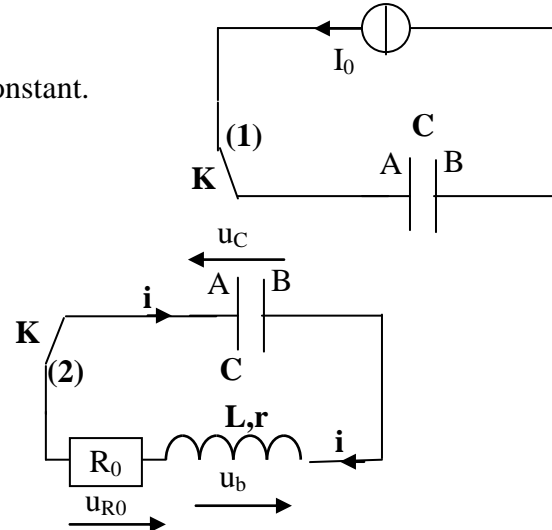 I₀
onstant.
(1)
C
K
A B
u_C
A B
i
K
C
(2)
L,r
R₀
i
u_b
u_R0